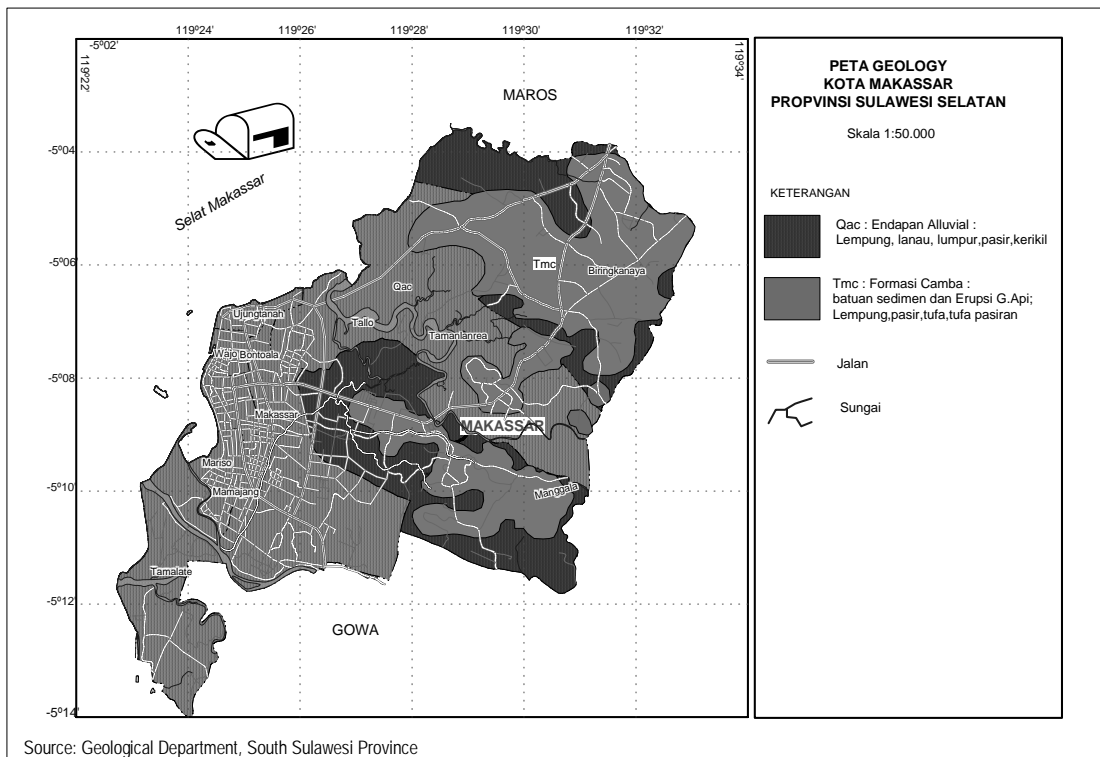 119º24'
119º26'
119º28'
119º30'
119º32'
-5º02'
119º22'
119º34'
MAROS
-5º04'
Selat Makassar
-5º06'
Tmc
Biringkanaya
Qac
Ujungtanah
Tallo
Tamanlanrea
Wajo
Bontoala
-5º08'
Makassar
MAKASSAR
Mariso
-5º10'
Mamajang
Manggala
Tamalate
-5º12'
GOWA
-5º14'
PETA GEOLOGY
KOTA MAKASSAR
PROPVINSI SULAWESI SELATAN
Skala 1:50.000
KETERANGAN
Qac : Endapan Alluvial :
Lempung, lanau, lumpur,pasir,kerikil
Tmc : Formasi Camba :
batuan sedimen dan Erupsi G.Api;
Lempung,pasir,tufa,tufa pasiran
Jalan
Sungai
Source: Geological Department, South Sulawesi Province